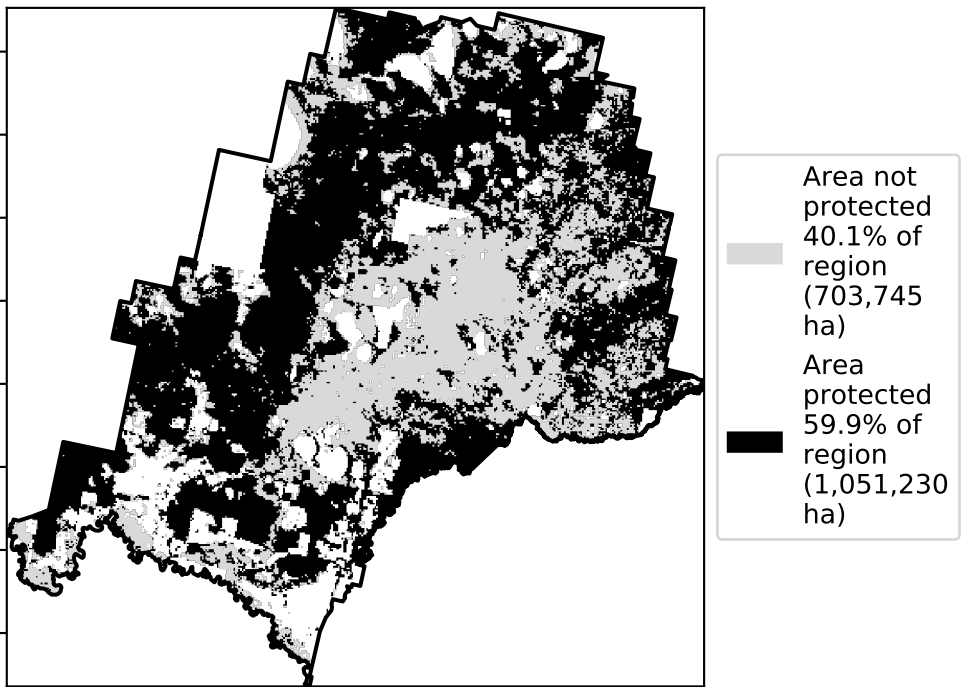 Area not
protected
40.1% of
region
(703,745
ha)
Area
protected
59.9% of
region
(1,051,230
ha)